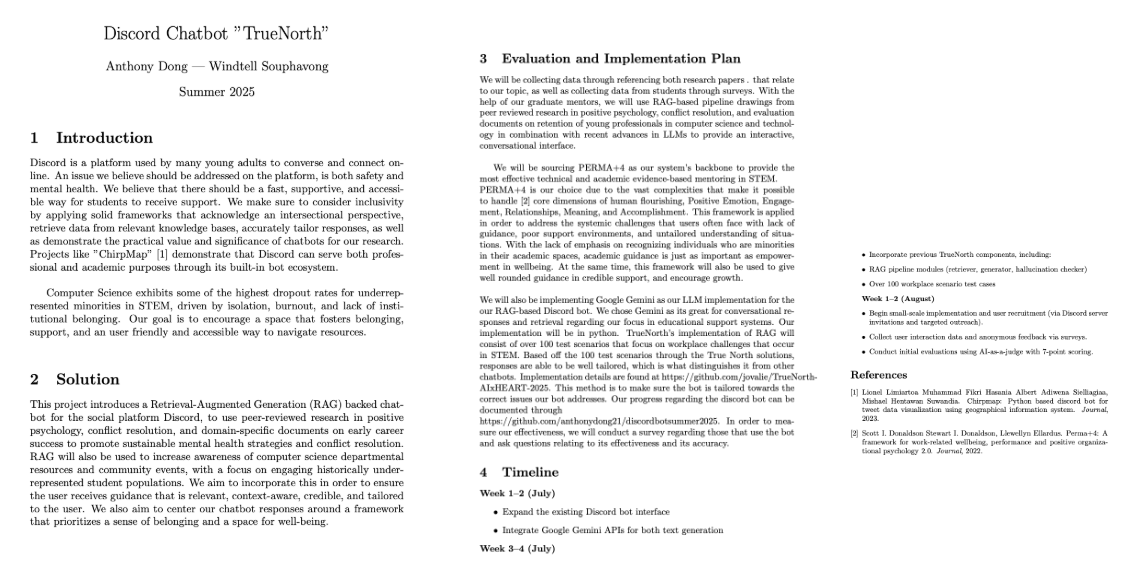 Discord Chatbot "TrueNorth"
Anthony Dong — Windtell Souphavong
Summer 2025
1 Introduction
Discord is a platform used by many young adults to converse and connect on-
line. An issue we believe should be addressed on the platform, is both safety and
mental health. We believe that there should be a fast, supportive, and accessi-
ble way for students to receive support. We make sure to consider inclusivity
by applying solid frameworks that acknowledge an intersectional perspective,
retrieve data from relevant knowledge bases, accurately tailor responses, as well
as demonstrate the practical value and significance of chatbots for our research.
Projects like "ChirpMap" [1] demonstrate that Discord can serve both profes-
sional and academic purposes through its built-in bot ecosystem.
Computer Science exhibits some of the highest dropout rates for underrep-
resented minorities in STEM, driven by isolation, burnout, and lack of insti-
tutional belonging. Our goal is to encourage a space that fosters belonging,
support, and an user friendly and accessible way to navigate resources.
2 Solution
This project introduces a Retrieval-Augmented Generation (RAG) backed chat-
bot for the social platform Discord, to use peer-reviewed research in positive
psychology, conflict resolution, and domain-specific documents on early career
success to promote sustainable mental health strategies and conflict resolution.
RAG will also be used to increase awareness of computer science departmental
resources and community events, with a focus on engaging historically under-
represented student populations. We aim to incorporate this in order to ensure
the user receives guidance that is relevant, context-aware, credible, and tailored
to the user. We also aim to center our chatbot responses around a framework
that prioritizes a sense of belonging and a space for well-being.
3 Evaluation and Implementation Plan
We will be collecting data through referencing both research papers . that relate
to our topic, as well as collecting data from students through surveys. With the
help of our graduate mentors, we will use RAG-based pipeline drawings from
peer reviewed research in positive psychology, conflict resolution, and evaluation
documents on retention of young professionals in computer science and technol-
ogy in combination with recent advances in LLMs to provide an interactive,
conversational interface.
We will be sourcing PERMA+4 as our system's backbone to provide the
most effective technical and academic evidence-based mentoring in STEM.
PERMA+4 is our choice due to the vast complexities that make it possible
to handle [2] core dimensions of human flourishing, Positive Emotion, Engage-
ment, Relationships, Meaning, and Accomplishment. This framework is applied
in order to address the systemic challenges that users often face with lack of
guidance, poor support environments, and untailored understanding of situa-
tions. With the lack of emphasis on recognizing individuals who are minorities
in their academic spaces, academic guidance is just as important as empower-
ment in wellbeing. At the same time, this framework will also be used to give
well rounded guidance in credible support, and encourage growth.
We will also be implementing Google Gemini as our LLM implementation for
the our RAG-based Discord bot. We chose Gemini as its great for conversational re-
sponses and retrieval regarding our focus in educational support systems. Our
implementation will be in python. TrueNorth's implementation of RAG will
consist of over 100 test scenarios that focus on workplace challenges that occur
in STEM. Based off the 100 test scenarios through the True North solutions,
responses are able to be well tailored, which is what distinguishes it from other
chatbots. Implementation details are found at https://github.com/jovalie/TrueNorth-
AIxHEART-2025. This method is to make sure the bot is tailored towards the
correct issues our bot addresses. Our progress regarding the discord bot can be
documented through
https://github.com/anthonydong21/discordbotsummer2025. In order to mea-
sure our effectiveness, we will conduct a survey regarding those that use the bot
and ask questions relating to its effectiveness and its accuracy.
4 Timeline
Week 1–2 (July)
• Expand the existing Discord bot interface
• Integrate Google Gemini APIs for both text generation
Week 3–4 (July)
• Incorporate previous TrueNorth components, including:
• RAG pipeline modules (retriever, generator, hallucination checker)
• Over 100 workplace scenario test cases
Week 1–2 (August)
• Begin small-scale implementation and user recruitment (via Discord server
invitations and targeted outreach).
• Collect user interaction data and anonymous feedback via surveys.
• Conduct initial evaluations using AI-as-a-judge with 7-point scoring.
References
[1] Lionel Limiartoa Muhammad Fikri Hasania Albert Adiwena Sielliagiaa,
Mishael Hentawan Suwandia. Chirpmap: Python based discord bot for
tweet data visualization using geographical information system. Journal,
2023.
[2] Scott I. Donaldson Stewart I. Donaldson, Llewellyn Ellardus. Perma+4: A
framework for work-related wellbeing, performance and positive organiza-
tional psychology 2.0. Journal, 2022.